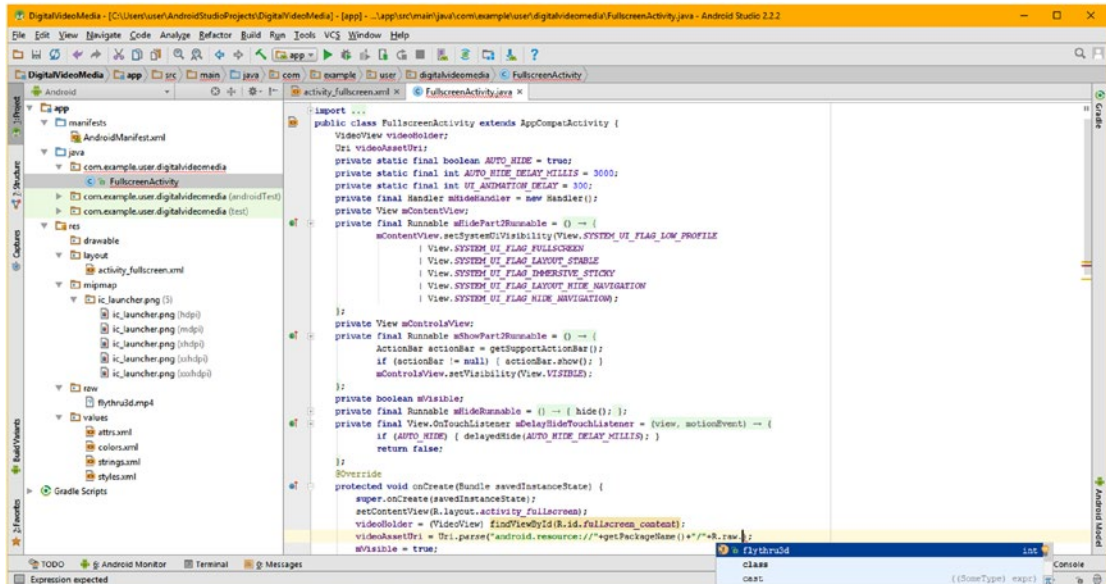 DigitalVideoMedia - [C:\Users\user\AndroidStudioProjects\DigitalVideoMedia] - [app] - ...\app\src\main\java\com\example\user\digitalvideomedia\FullscreenActivity.java - Android Studio 2.2.2
File Edit View Navigate Code Analyze Refactor Build Run Tools VCS Window Help
app
DigitalVideoMedia app src main java com example user digitalvideomedia FullscreenActivity
Android
activity_fullscreen.xml FullscreenActivity.java
1: Project
7: Structure
Captures
Build Variants
2: Favorites
app
manifests
AndroidManifest.xml
java
com.example.user.digitalvideomedia
FullscreenActivity
com.example.user.digitalvideomedia (androidTest)
com.example.user.digitalvideomedia (test)
res
drawable
layout
activity_fullscreen.xml
mipmap
ic_launcher.png (5)
ic_launcher.png (hdpi)
ic_launcher.png (mdpi)
ic_launcher.png (xhdpi)
ic_launcher.png (xxhdpi)
ic_launcher.png (xxxhdpi)
raw
flythru3d.mp4
values
attrs.xml
colors.xml
strings.xml
styles.xml
Gradle Scripts
import ...
public class FullscreenActivity extends AppCompatActivity {
VideoView videoHolder;
Uri videoAssetUri;
private static final boolean AUTO_HIDE = true;
private static final int AUTO_HIDE_DELAY_MILLIS = 3000;
private static final int UI_ANIMATION_DELAY = 300;
private final Handler mHideHandler = new Handler();
private View mContentView;
private final Runnable mHidePart2Runnable = () → {
mContentView.setSystemUiVisibility(View.SYSTEM_UI_FLAG_LOW_PROFILE
| View.SYSTEM_UI_FLAG_FULLSCREEN
| View.SYSTEM_UI_FLAG_LAYOUT_STABLE
| View.SYSTEM_UI_FLAG_IMMERSIVE_STICKY
| View.SYSTEM_UI_FLAG_LAYOUT_HIDE_NAVIGATION
| View.SYSTEM_UI_FLAG_HIDE_NAVIGATION);
};
private View mControlsView;
private final Runnable mShowPart2Runnable = () → {
ActionBar actionBar = getSupportActionBar();
if (actionBar != null) { actionBar.show(); }
mControlsView.setVisibility(View.VISIBLE);
};
private boolean mVisible;
private final Runnable mHideRunnable = () → { hide(); };
private final View.OnTouchListener mDelayHideTouchListener = (view, motionEvent) → {
if (AUTO_HIDE) { delayedHide(AUTO_HIDE_DELAY_MILLIS); }
return false;
};
@Override
protected void onCreate(Bundle savedInstanceState) {
super.onCreate(savedInstanceState);
setContentView(R.layout.activity_fullscreen);
videoHolder = (VideoView) findViewById(R.id.fullscreen_content);
videoAssetUri = Uri.parse("android.resource://"+getPackageName()+"/"+R.raw.);
mVisible = true;
flythru3d int
class
cast ((SomeType) expr)
Gradle
Android Model
TODO 6: Android Monitor Terminal 0: Messages
Console
Expression expected